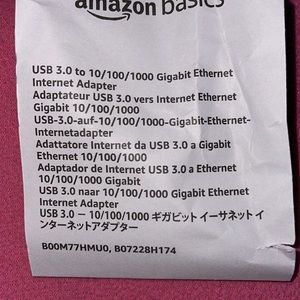 amazon basics
USB 3.0 to 10/100/1000 Gigabit Ethernet
Internet Adapter
Adaptateur USB 3.0 vers Internet Ethernet
Gigabit 10/100/1000
USB-3.0-auf-10/100/1000-Gigabit-Ethernet-
Internetadapter
Adattatore Internet da USB 3.0 a Gigabit
Ethernet 10/100/1000
Adaptador de Internet USB 3.0 a Ethernet
10/100/1000 Gigabit
USB 3.0 naar 10/100/1000 Gigabit Ethernet
Internet Adapter
USB 3.0 － 10/100/1000 ギガビット イーサネット イ
ンターネットアダプター
B00M77HMU0, B07228H174